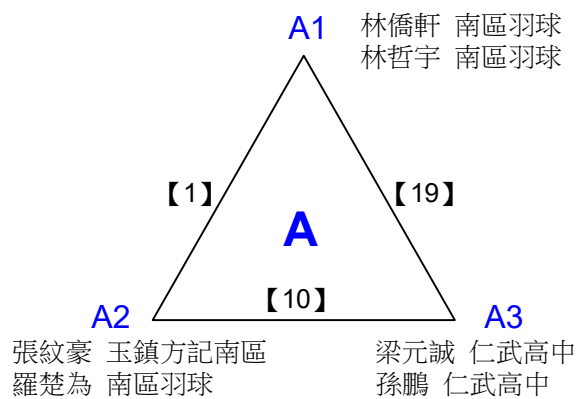 A1
林僑軒 南區羽球
林哲宇 南區羽球
【1】
【19】
A
【10】
A2
A3
張紋豪 玉鎮方記南區
羅楚為 南區羽球
梁元誠 仁武高中
孫鵬 仁武高中